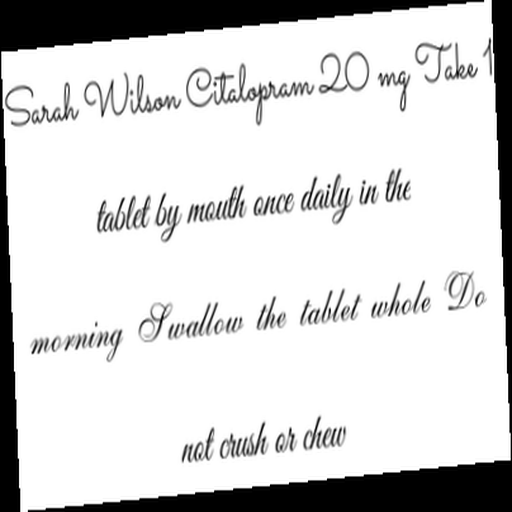 Sarah Wilson Citalopram 20 mg Take 1
tablet by mouth once daily in the
morning Swallow the tablet whole Do
not crush or chew